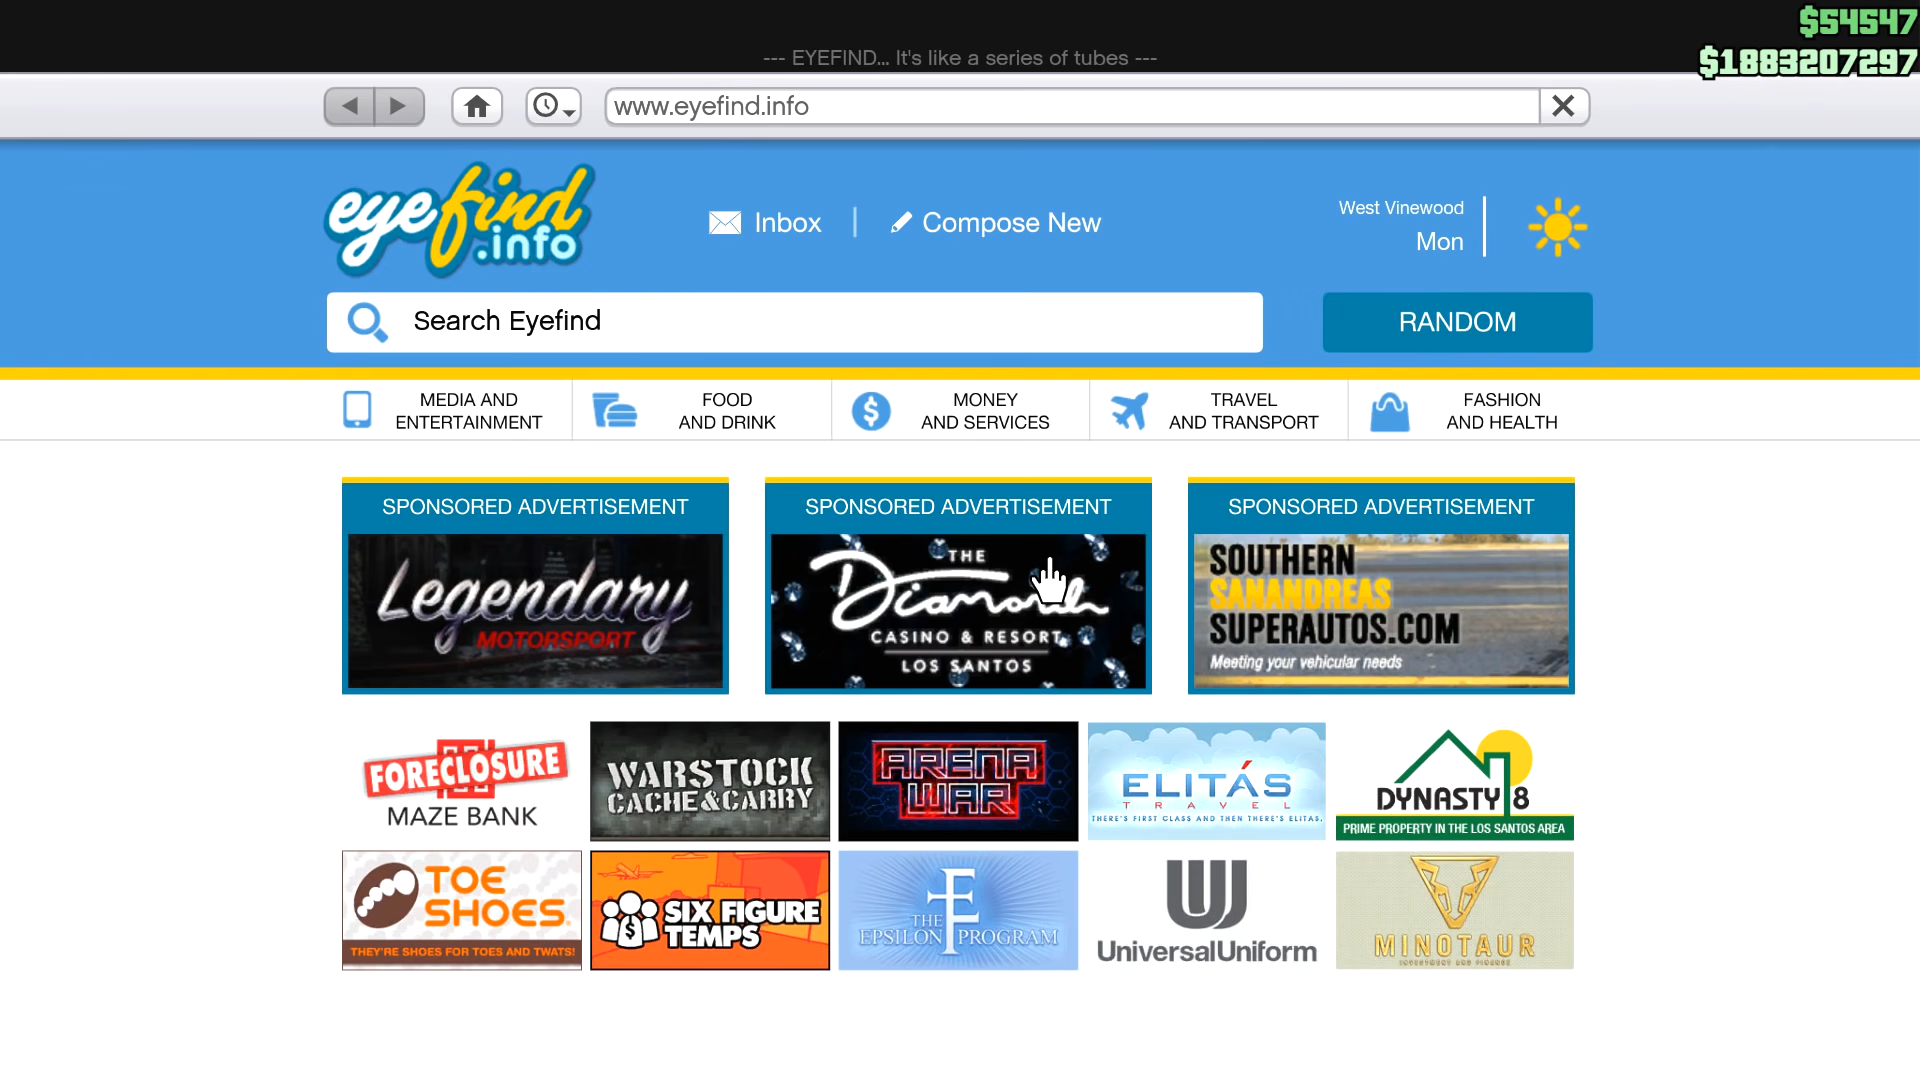 $54547
--- EYEFIND... It's like a series of tubes ---
$1883207297
www.eyefind.info
eyefind
.info
Inbox
Compose New
West Vinewood
Mon
Search Eyefind
RANDOM
MEDIA AND
ENTERTAINMENT
FOOD
AND DRINK
MONEY
AND SERVICES
TRAVEL
AND TRANSPORT
FASHION
AND HEALTH
SPONSORED ADVERTISEMENT
Legendary
MOTORSPORT
SPONSORED ADVERTISEMENT
THE
Diamond
CASINO & RESORT
LOS SANTOS
SPONSORED ADVERTISEMENT
SOUTHERN
SANANDREAS
SUPERAUTOS.COM
Meeting your vehicular needs
FORECLOSURE
MAZE BANK
WARSTOCK
CACHE&CARRY
ARENA
WAR
ELITÁS
TRAVEL
THERE'S FIRST CLASS AND THEN THERE'S ELITAS.
DYNASTY 8
PRIME PROPERTY IN THE LOS SANTOS AREA
TOE
SHOES
THEY'RE SHOES FOR TOES AND TWATS!
SIX FIGURE
TEMPS
THE
EPSILON PROGRAM
UniversalUniform
MINOTAUR
INVESTMENT AND FINANCE